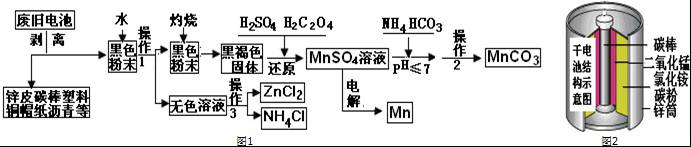 废旧电池
剥 离
锌皮碳棒塑料
铜帽纸沥青等
水
黑色
粉末
操作1
灼烧
黑色
粉末
无色溶液
操作3
ZnCl₂
NH₄Cl
黑褐色
固体
H₂SO₄ H₂C₂O₄
还原
MnSO₄溶液
电解
Mn
NH₄HCO₃
pH≤7
操作2
MnCO₃
图1
干电池结构示意图
碳棒
二氧化锰
氯化铵
碳粉
锌筒
图2